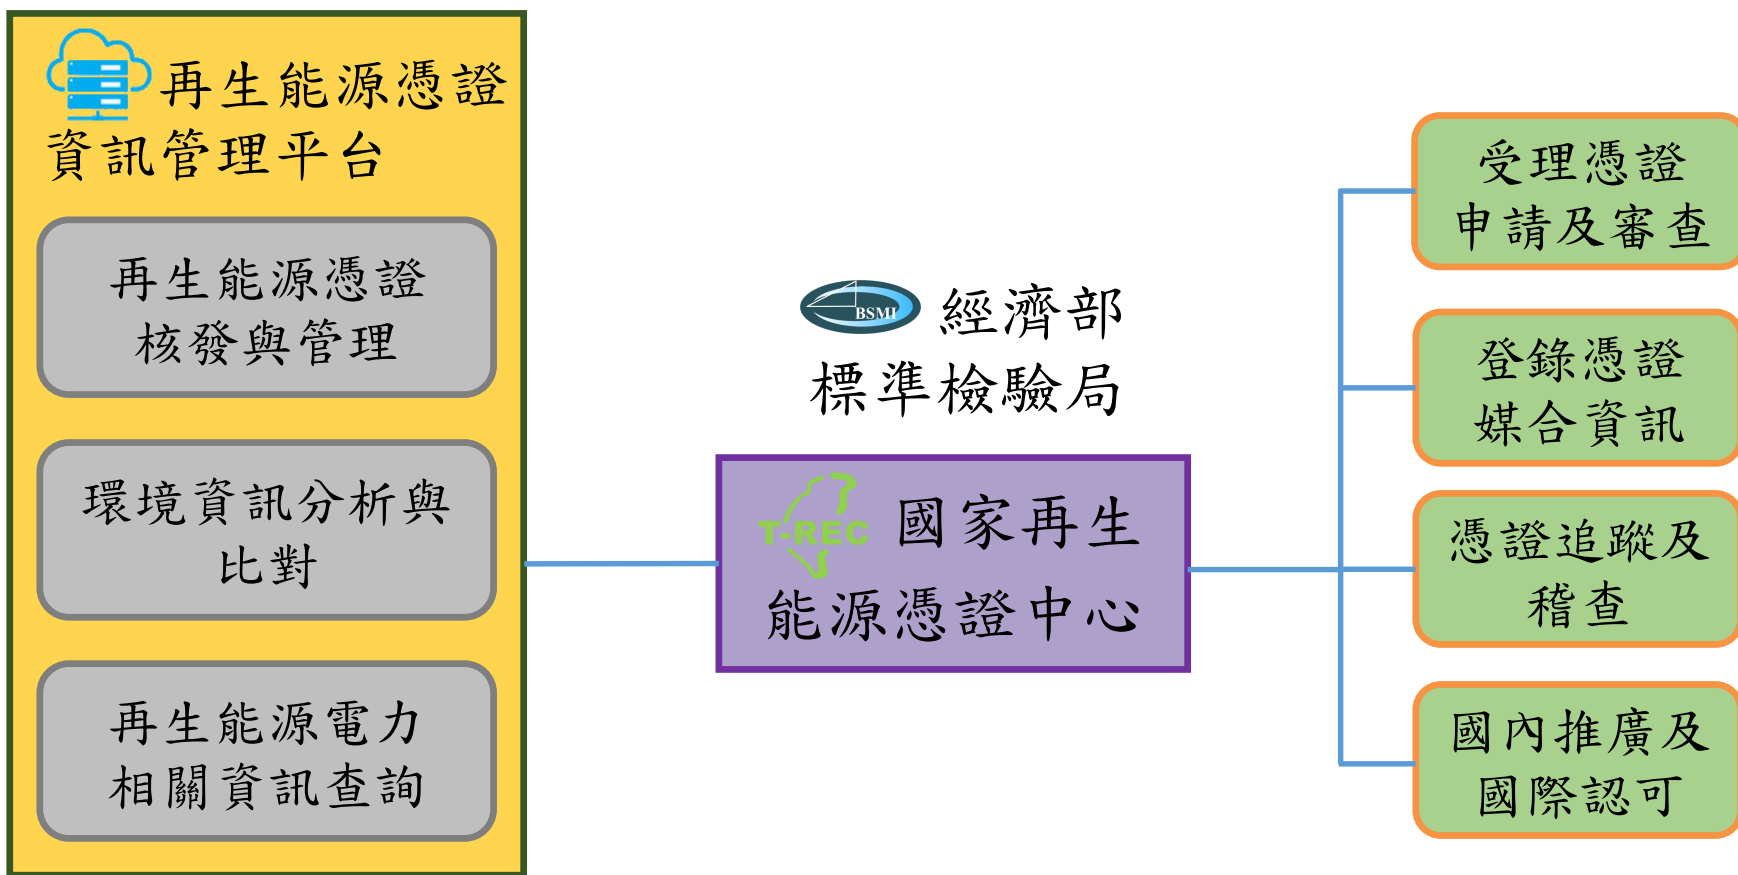 再生能源憑證
資訊管理平台
再生能源憑證
核發與管理
環境資訊分析與
比對
再生能源電力
相關資訊查詢
BSMI 經濟部
標準檢驗局
T-REC 國家再生
能源憑證中心
受理憑證
申請及審查
登錄憑證
媒合資訊
憑證追蹤及
稽查
國內推廣及
國際認可